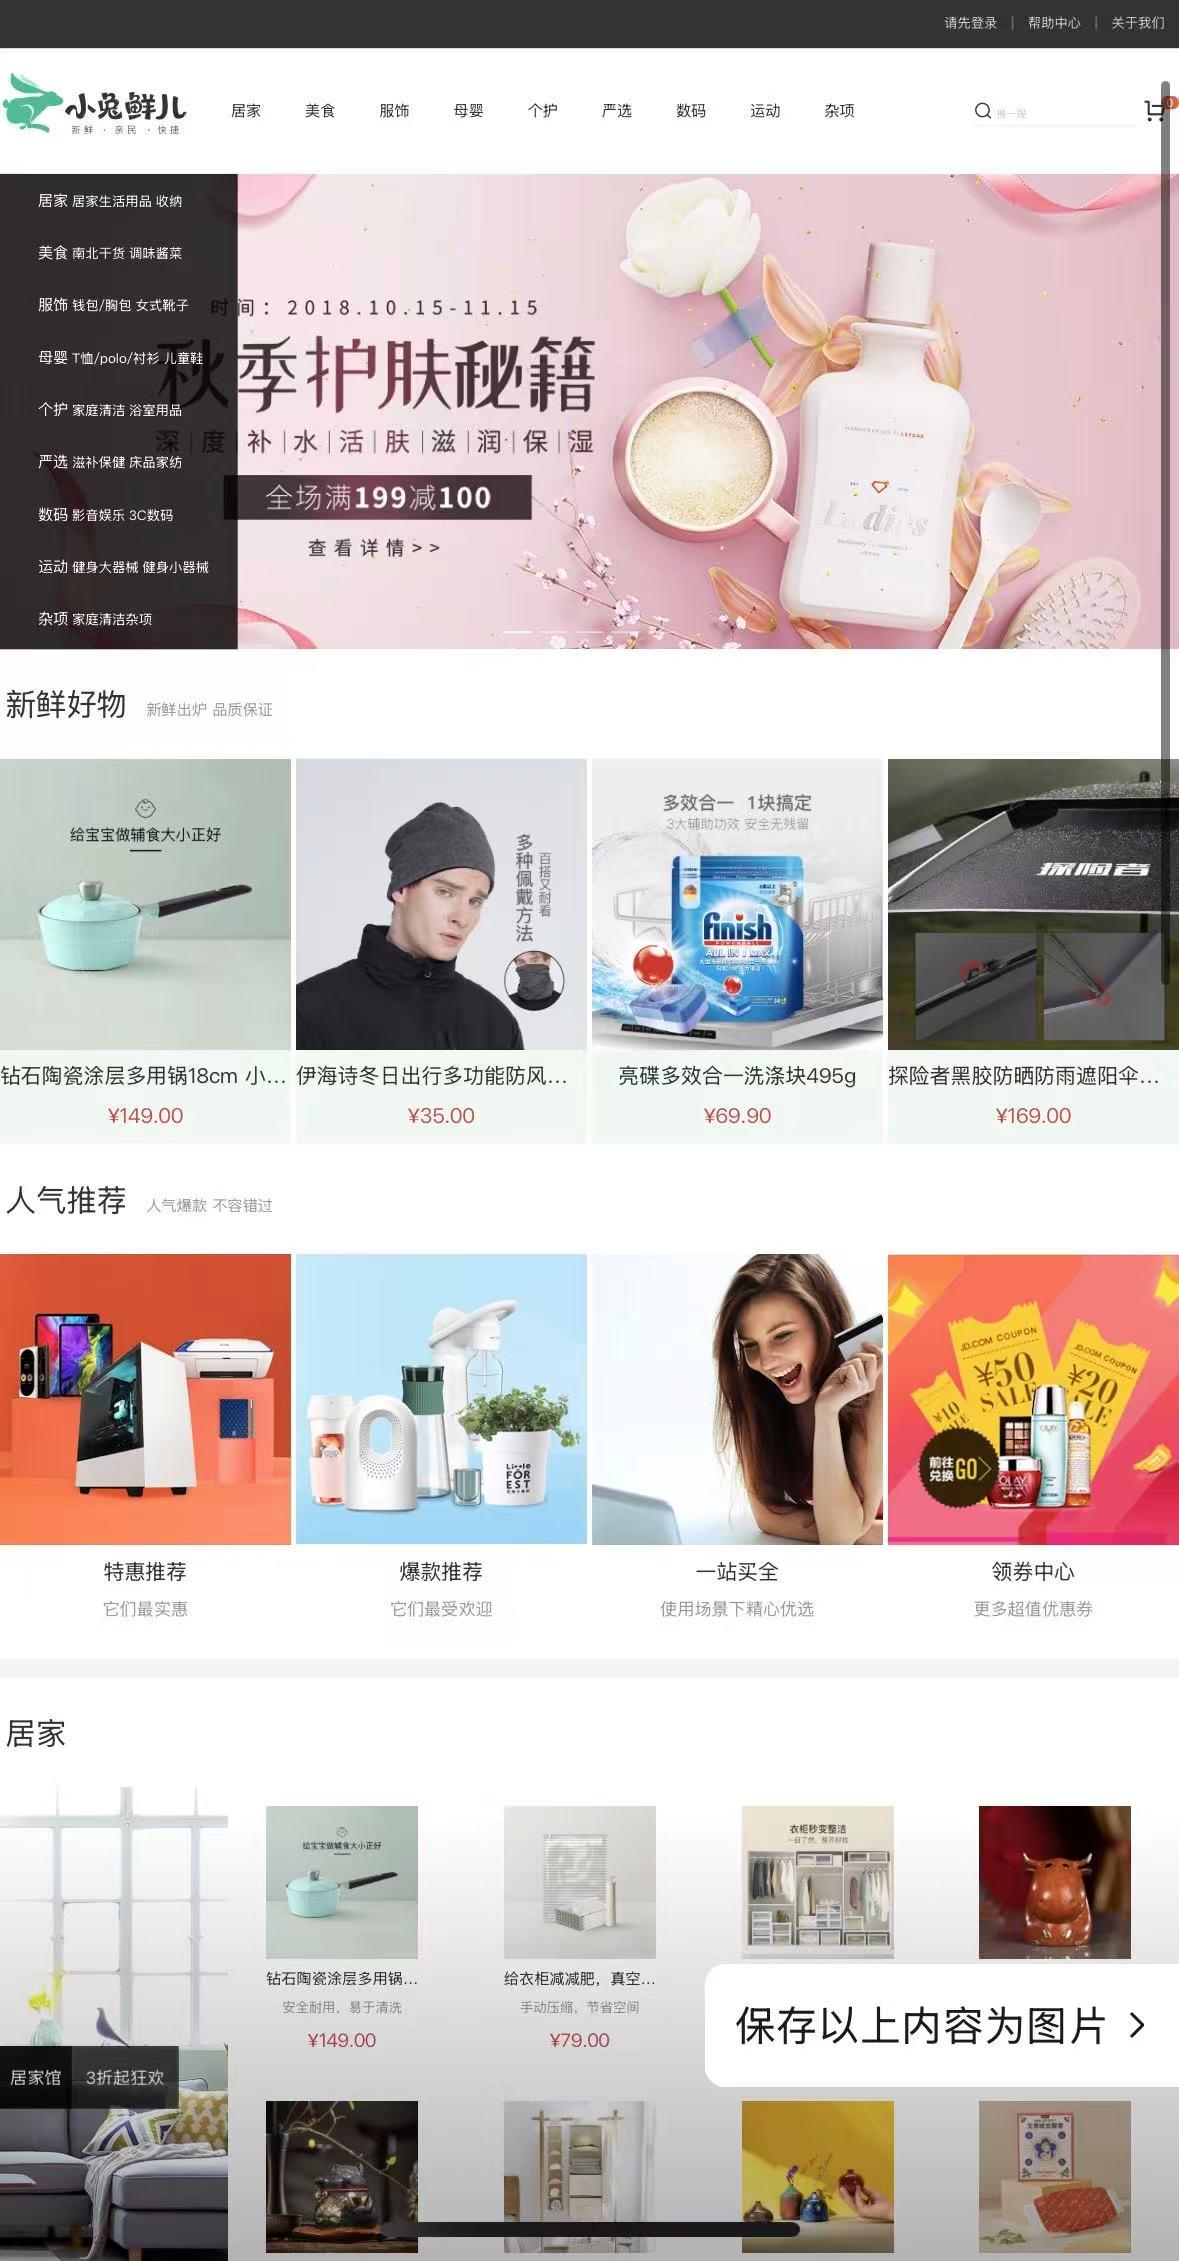 请先登录 | 帮助中心 | 关于我们
小兔鲜儿
新鲜 · 亲民 · 快捷
居家 美食 服饰 母婴 个护 严选 数码 运动 杂项
搜一搜
0
居家 居家生活用品 收纳
美食 南北干货 调味酱菜
服饰 钱包/胸包 女式靴子
母婴 T恤/polo/衬衫 儿童鞋
个护 家庭清洁 浴室用品
严选 滋补保健 床品家纺
数码 影音娱乐 3C数码
运动 健身大器械 健身小器械
杂项 家庭清洁杂项
时间：2018.10.15-11.15
秋季护肤秘籍
深|度|补|水|活|肤|滋|润|保|湿
全场满199减100
查看详情>>
新鲜好物 新鲜出炉 品质保证
给宝宝做辅食大小正好
多种佩戴方法
百搭又耐看
多效合一 1块搞定
3大辅助功效 安全无残留
finish
POWERBALL
ALL IN 1 MAX
探险者
钻石陶瓷涂层多用锅18cm 小...
¥149.00
伊海诗冬日出行多功能防风...
¥35.00
亮碟多效合一洗涤块495g
¥69.90
探险者黑胶防晒防雨遮阳伞...
¥169.00
人气推荐 人气爆款 不容错过
Little
FOR
EST
JD.COM COUPON
¥50
SALE
JD.COM COUPON
¥20
¥10
前往
兑换GO
OLAY
OLAY
特惠推荐
它们最实惠
爆款推荐
它们最受欢迎
一站买全
使用场景下精心优选
领券中心
更多超值优惠券
居家
给宝宝做辅食大小正好
衣柜秒变整洁
一目了然，整齐好找
钻石陶瓷涂层多用锅...
安全耐用，易于清洗
¥149.00
给衣柜减减肥，真空...
手动压缩，节省空间
¥79.00
保存以上内容为图片 >
居家馆 3折起狂欢